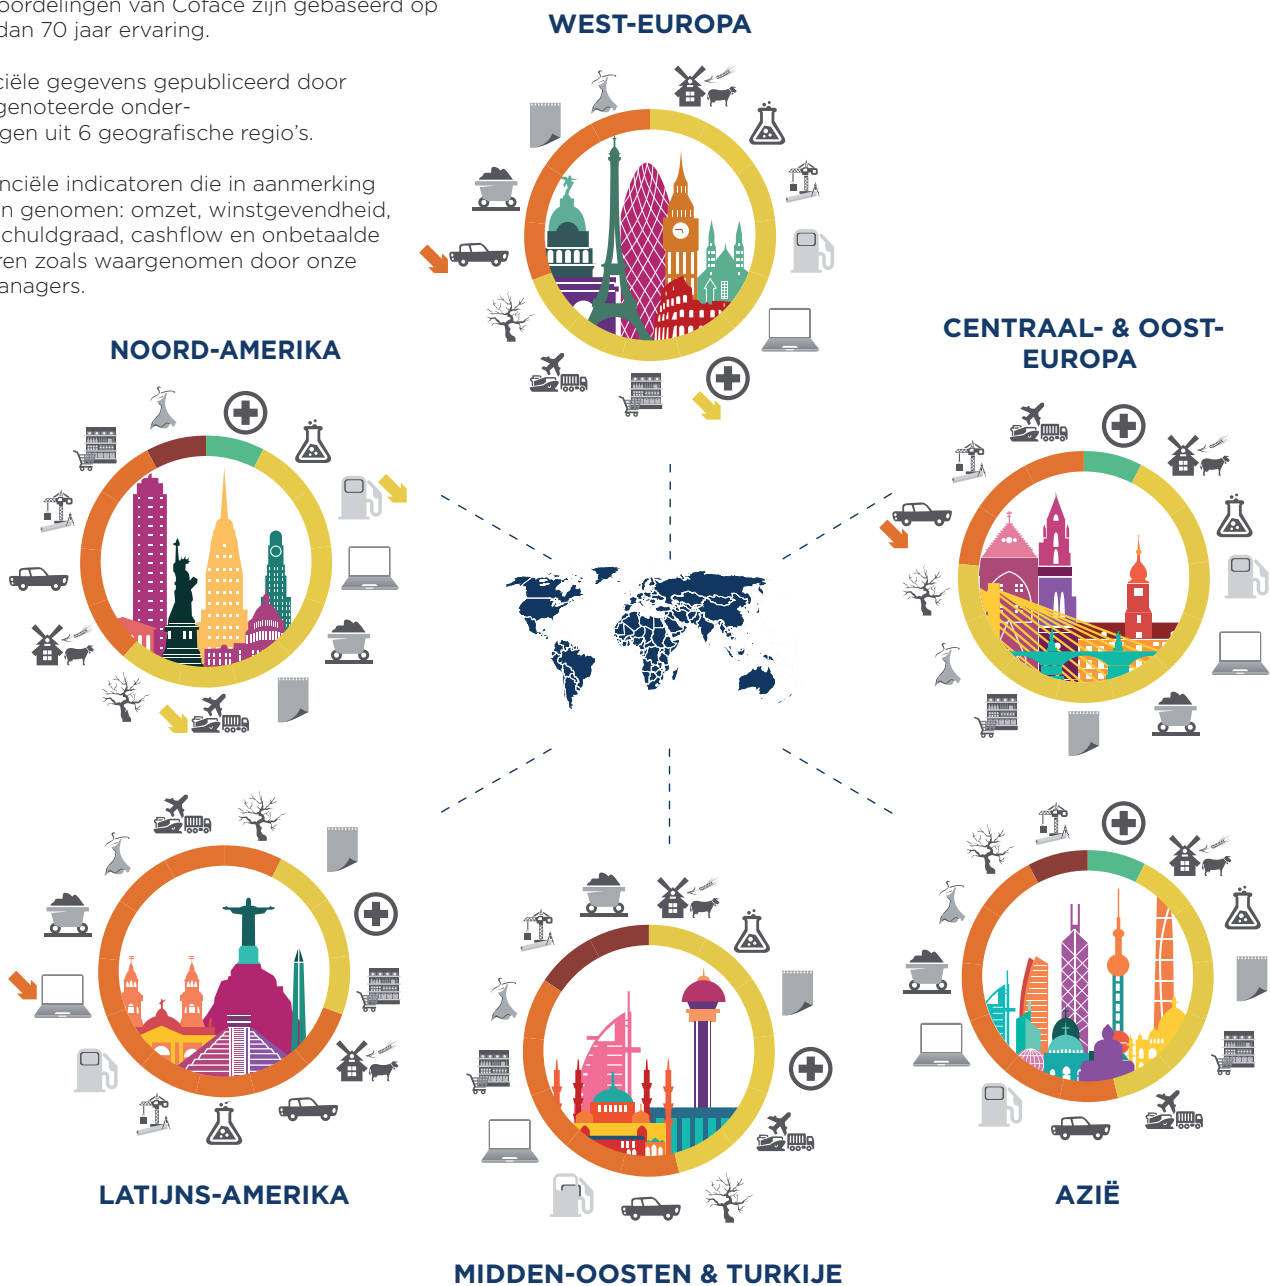 oordelingen van Coface zijn gebaseerd op
dan 70 jaar ervaring.
ciële gegevens gepubliceerd door
genoteerde onder-
gen uit 6 geografische regio's.
nciële indicatoren die in aanmerking
n genomen: omzet, winstgevendheid,
chuldgraad, cashflow en onbetaalde
ren zoals waargenomen door onze
anagers.
WEST-EUROPA
NOORD-AMERIKA
CENTRAAL- & OOST-
EUROPA
LATIJNS-AMERIKA
AZIË
MIDDEN-OOSTEN & TURKIJE